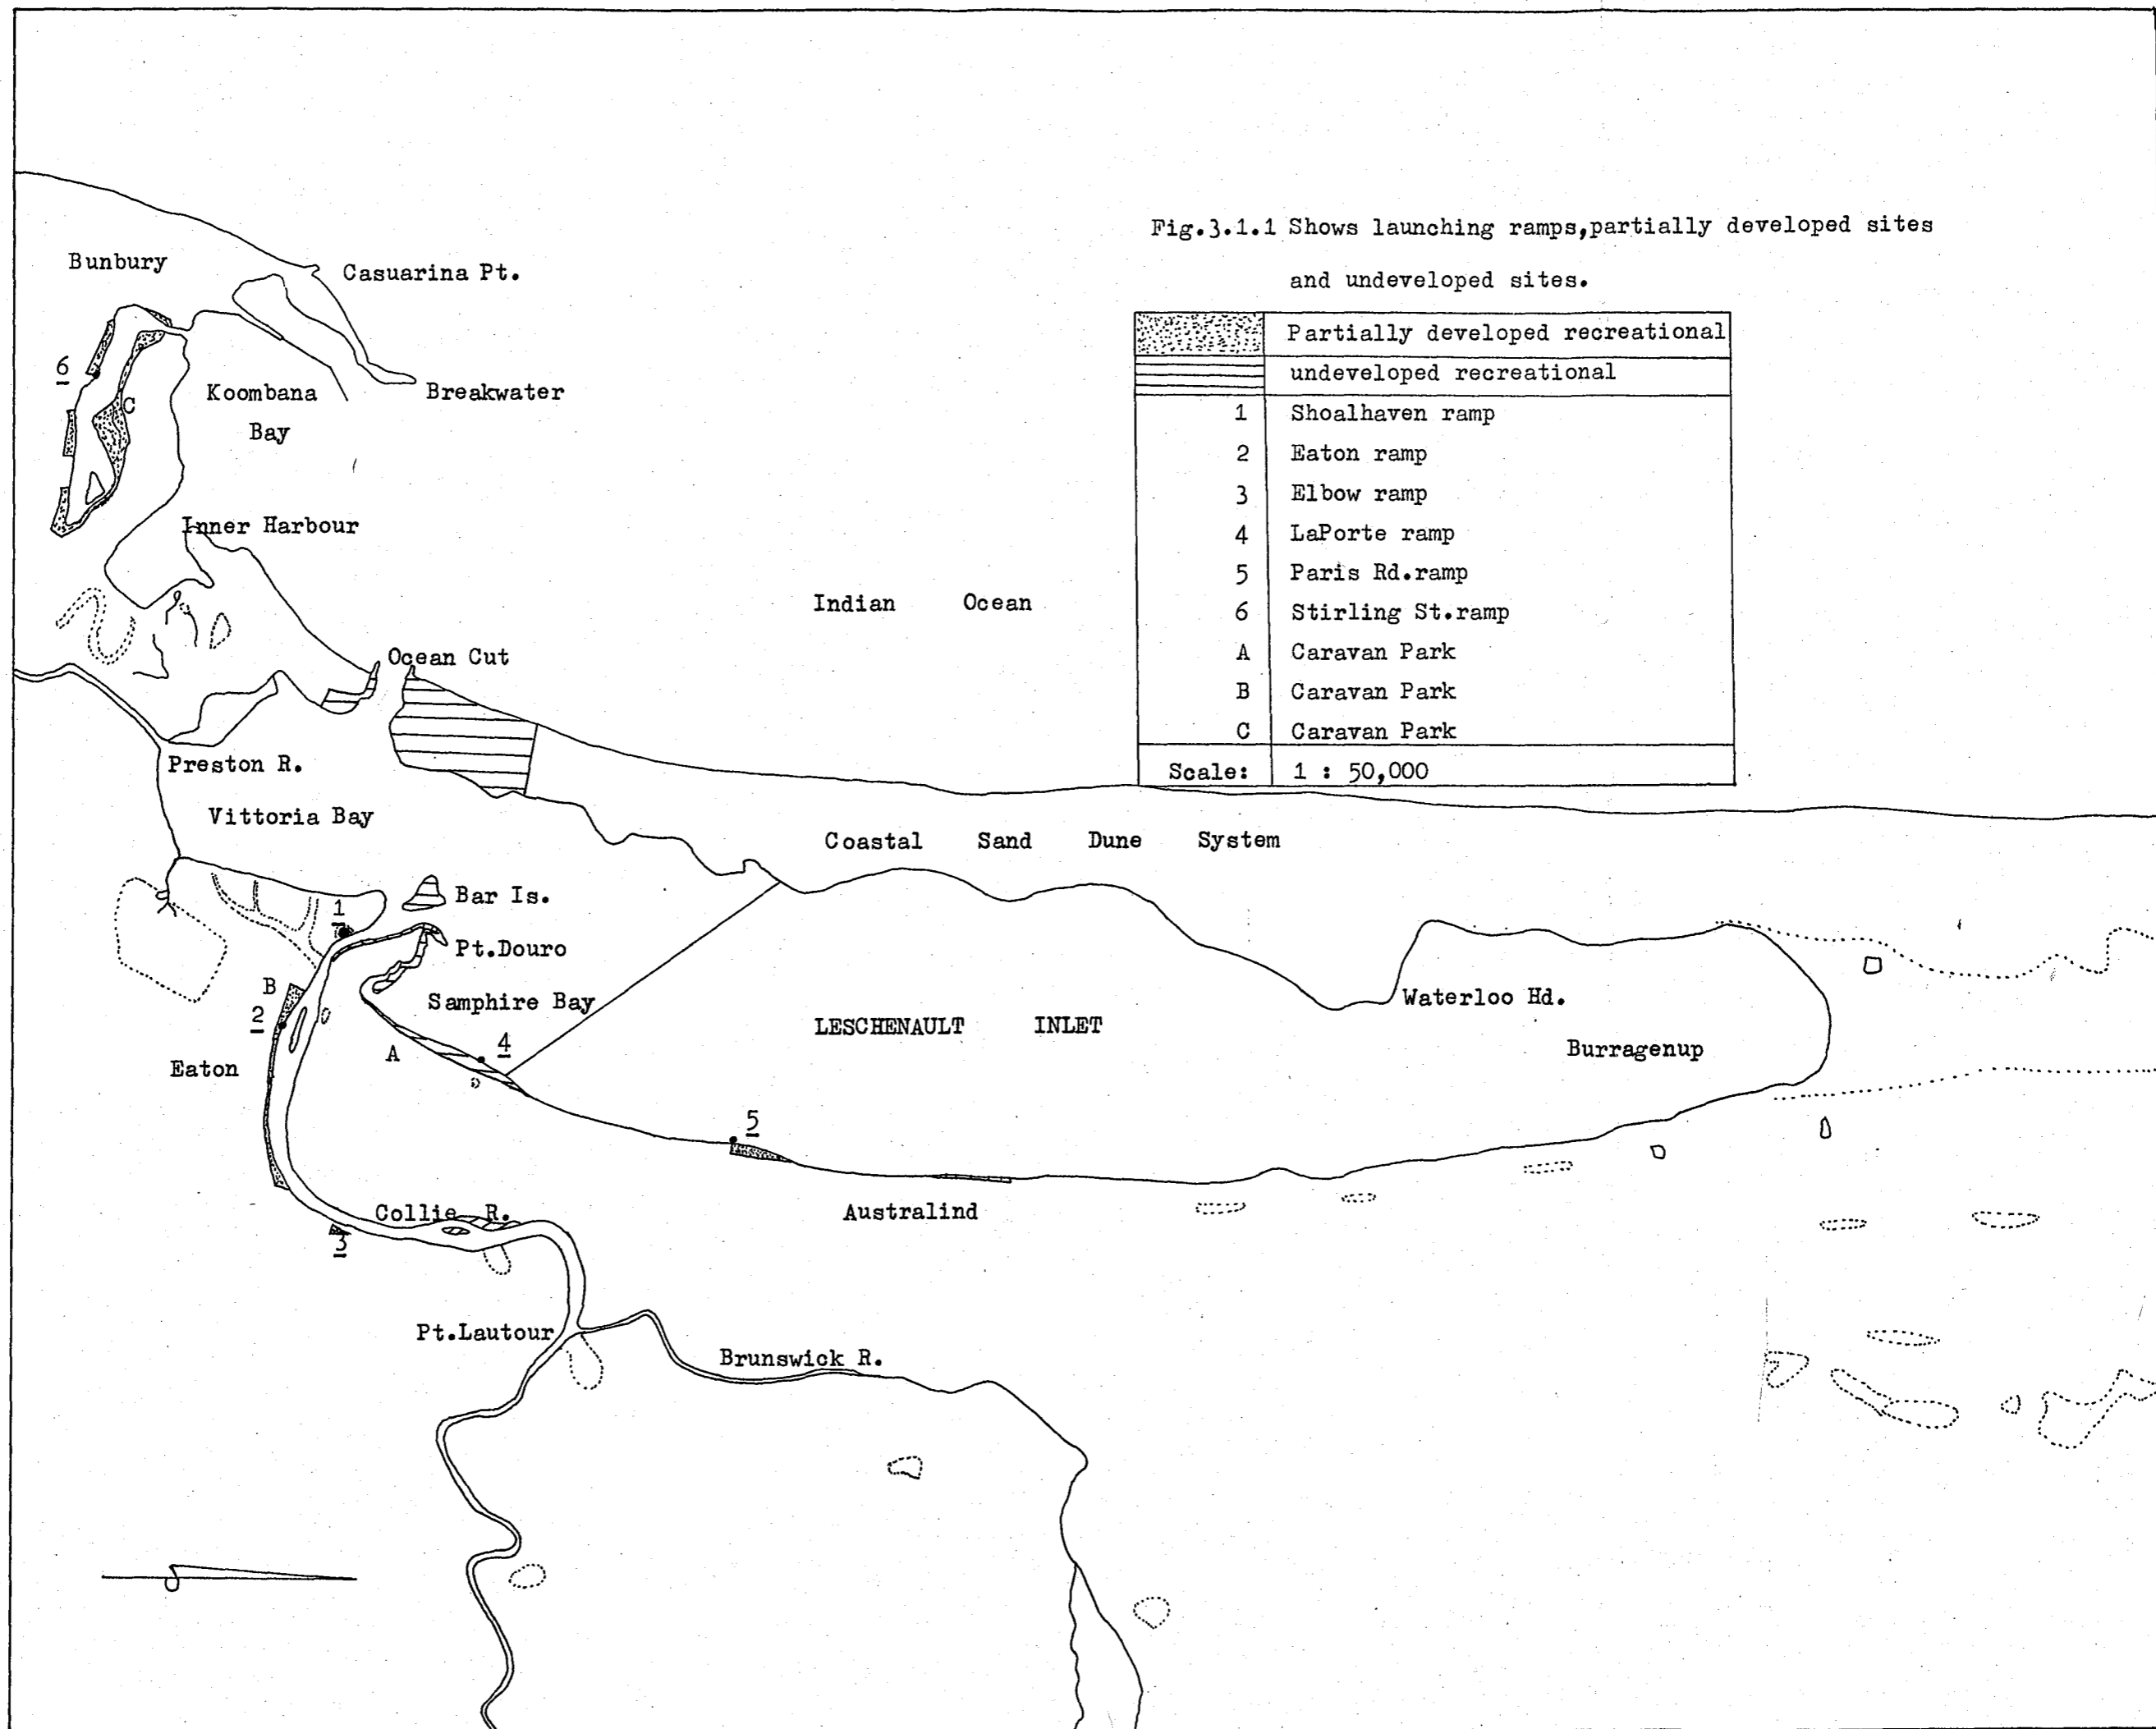 Fig.3.1.1 Shows launching ramps,partially developed sites
and undeveloped sites.
Partially developed recreational
undeveloped recreational
1 Shoalhaven ramp
2 Eaton ramp
3 Elbow ramp
4 LaPorte ramp
5 Paris Rd.ramp
6 Stirling St.ramp
A Caravan Park
B Caravan Park
C Caravan Park
Scale: 1 : 50,000
Bunbury
Casuarina Pt.
6
C
Koombana
Bay
Breakwater
Inner Harbour
Indian Ocean
Ocean Cut
Preston R.
Vittoria Bay
Coastal Sand Dune System
Bar Is.
1
Pt.Douro
B
Samphire Bay
Waterloo Hd.
2
LESCHENAULT INLET
4
A
Burragenup
Eaton
5
Collie R.
Australind
3
Pt.Lautour
Brunswick R.